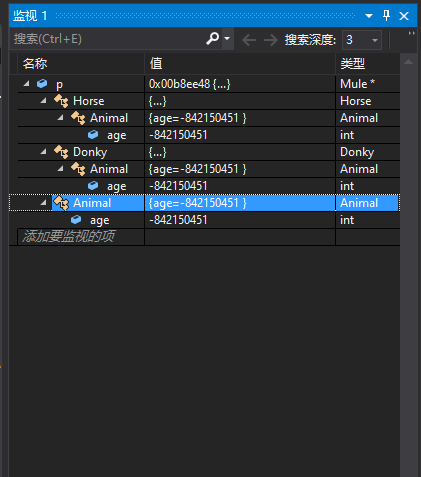 监视 1
搜索(Ctrl+E) 搜索深度: 3
名称 值 类型
p 0x00b8ee48 {...} Mule *
Horse {...} Horse
Animal {age=-842150451 } Animal
age -842150451 int
Donky {...} Donky
Animal {age=-842150451 } Animal
age -842150451 int
Animal {age=-842150451 } Animal
age -842150451 int
添加要监视的项